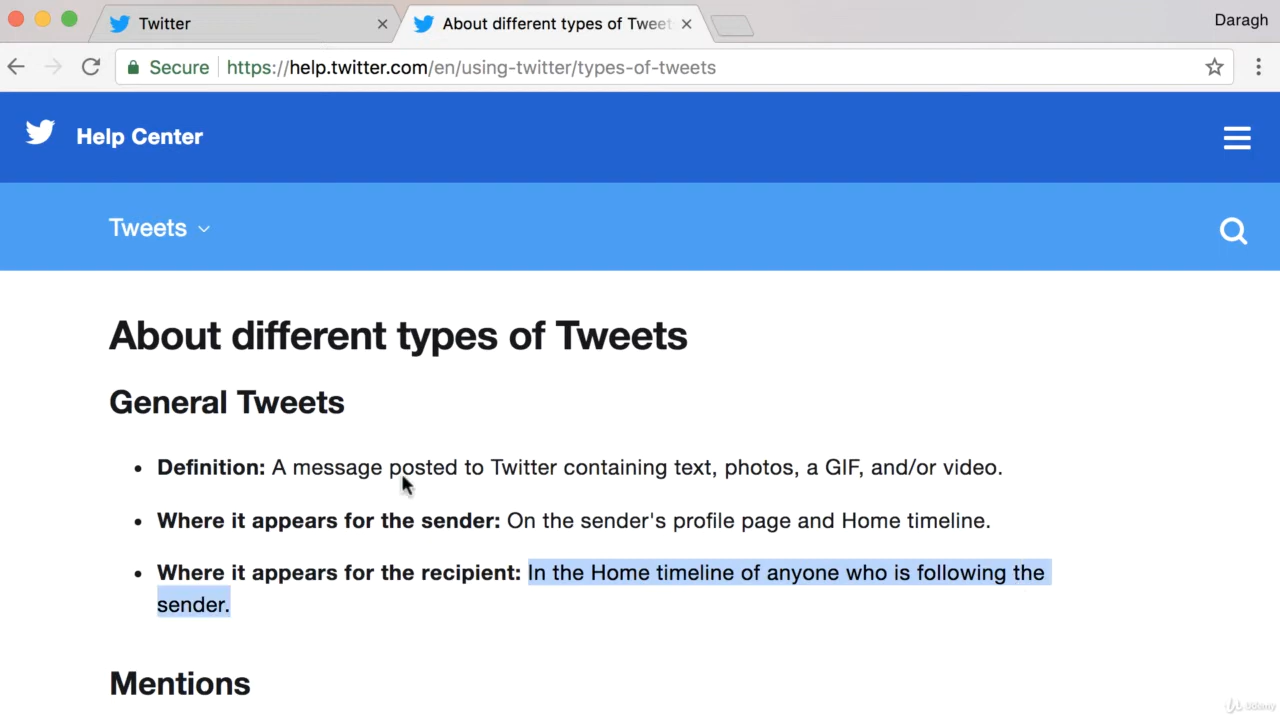 Twitter
About different types of Tweet
Daragh
Secure
https://help.twitter.com/en/using-twitter/types-of-tweets
Help Center
Tweets
About different types of Tweets
General Tweets
• Definition: A message posted to Twitter containing text, photos, a GIF, and/or video.
• Where it appears for the sender: On the sender's profile page and Home timeline.
• Where it appears for the recipient: In the Home timeline of anyone who is following the
sender.
Mentions
Udemy